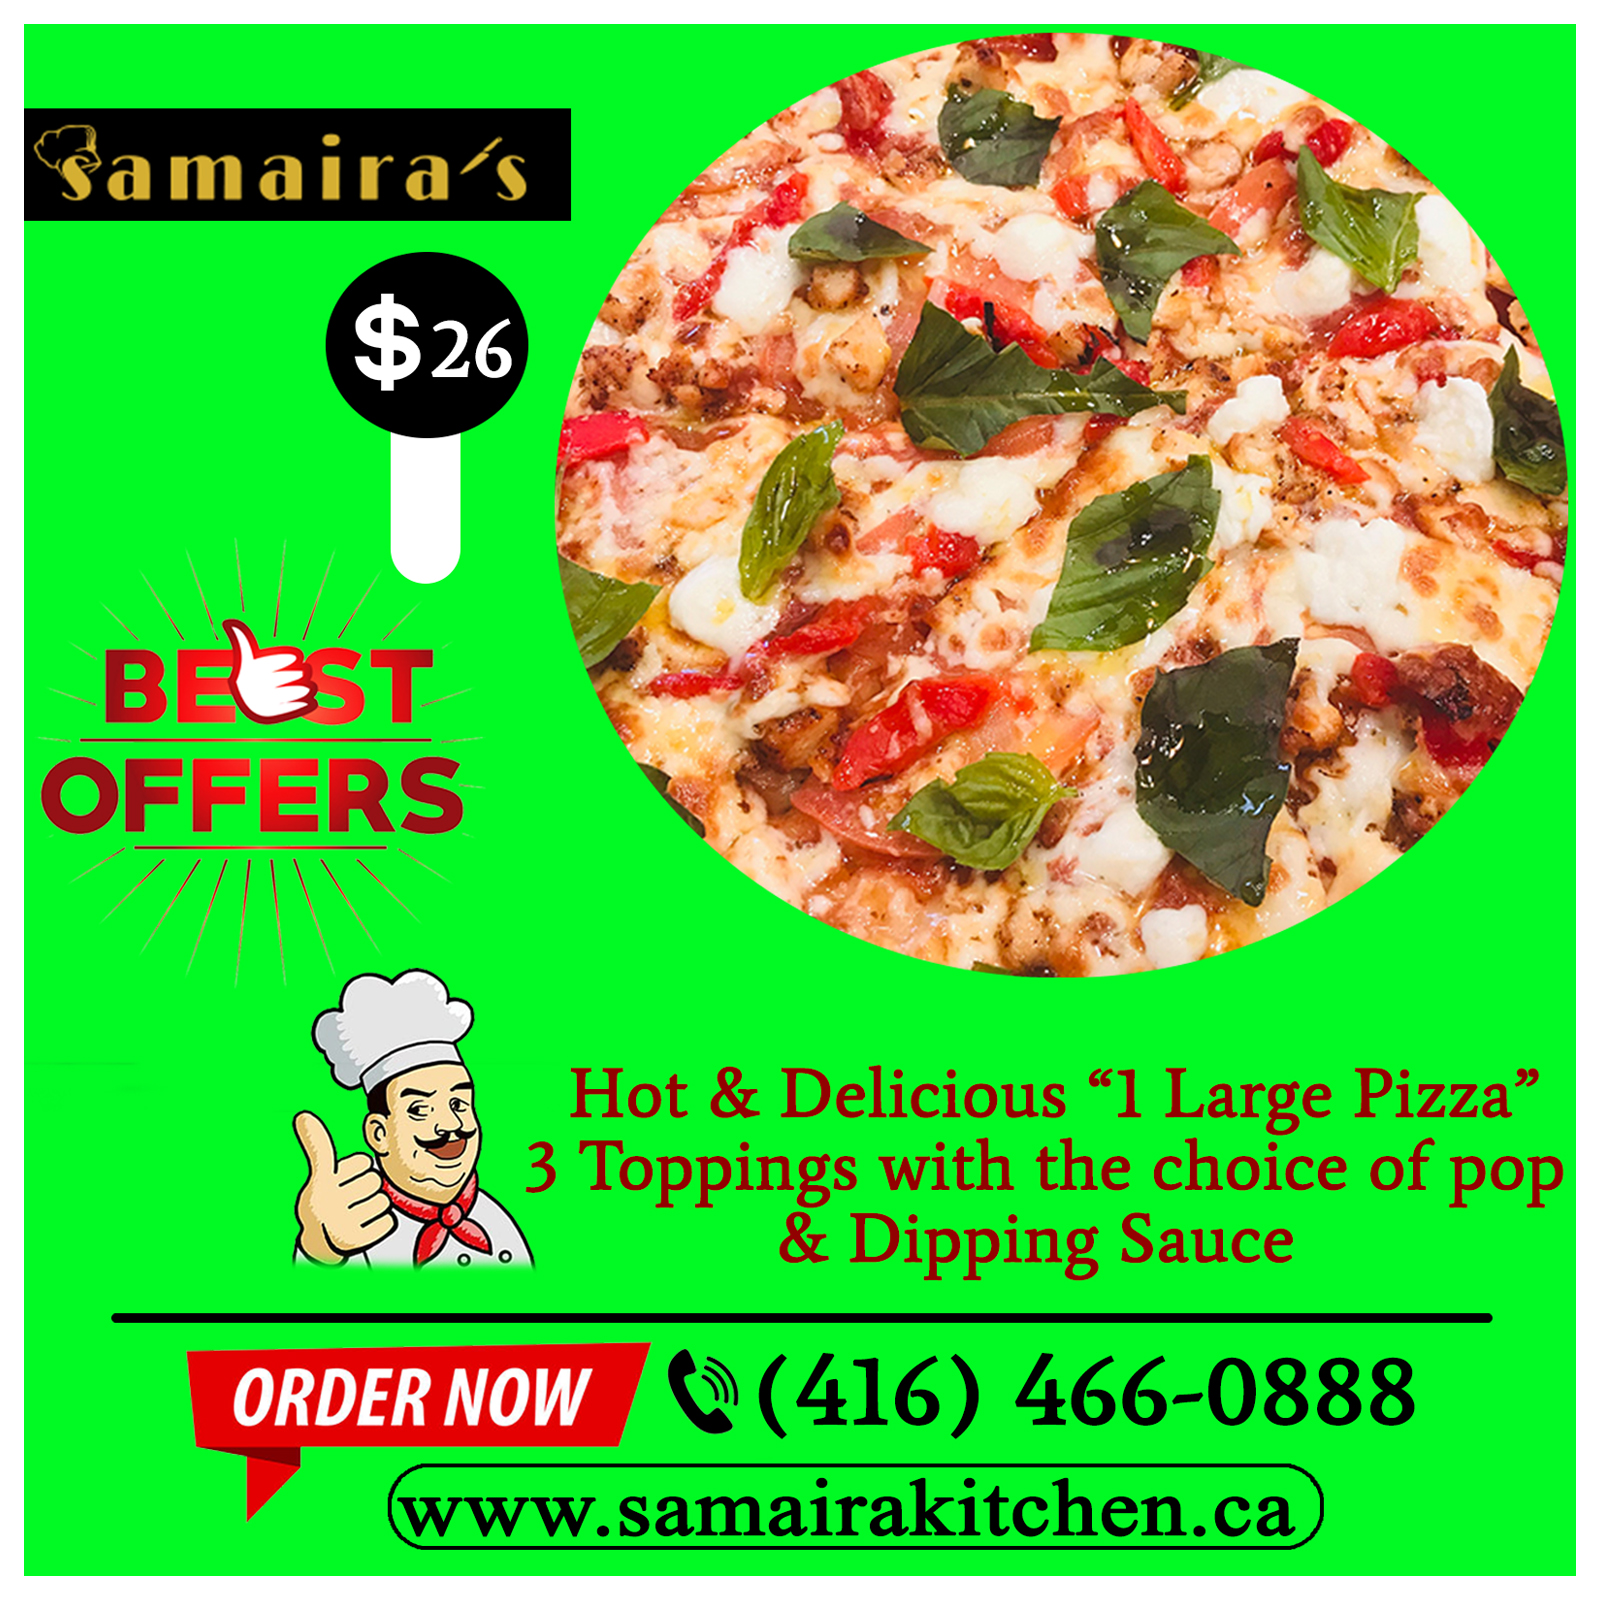 Samaira's
$26
BEST
OFFERS
Hot & Delicious “1 Large Pizza”
3 Toppings with the choice of pop
& Dipping Sauce
ORDER NOW
(416) 466-0888
www.samairakitchen.ca